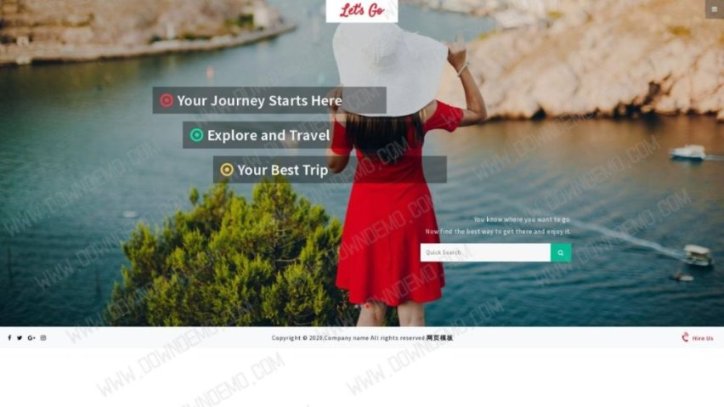 Let's Go
Your Journey Starts Here
Explore and Travel
Your Best Trip
You know where you want to go.
Now find the best way to get there and enjoy it.
Quick Search
Copyright © 2020,Company name All rights reserved.网页模板
Hire Us
WWW.DOWNDEMO.COM